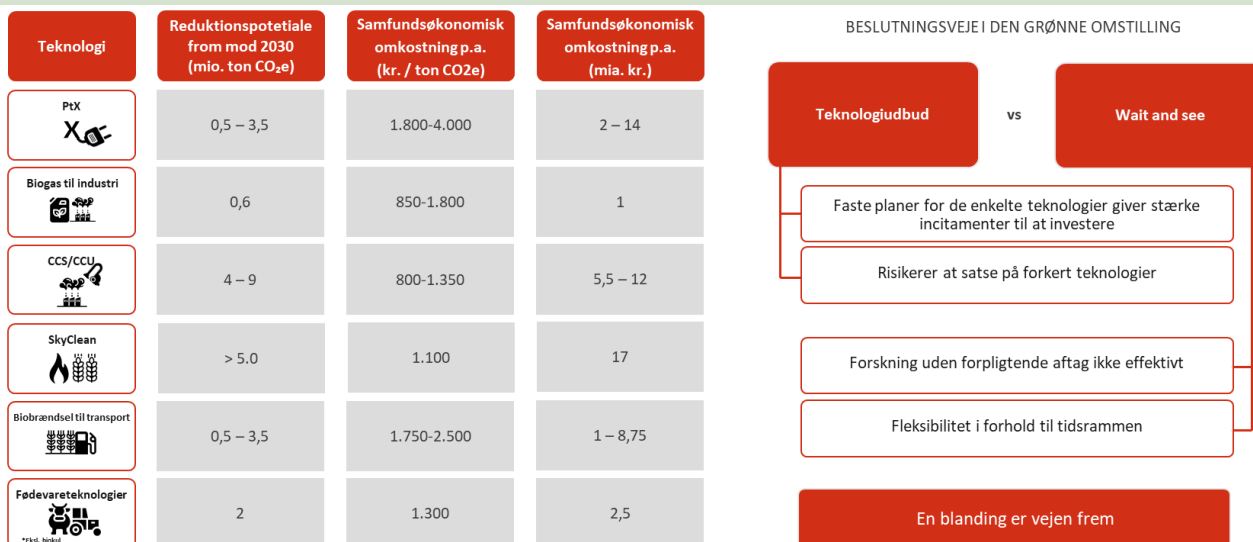 Teknologi
Reduktionspotetiale
from mod 2030
(mio. ton CO₂e)
Samfundsøkonomisk
omkostning p.a.
(kr. / ton CO2e)
Samfundsøkonomisk
omkostning p.a.
(mia. kr.)
PtX
X
0,5 – 3,5
1.800-4.000
2 – 14
Biogas til industri
0,6
850-1.800
1
CCS/CCU
4 – 9
800-1.350
5,5 – 12
SkyClean
> 5.0
1.100
17
Biobrændsel til transport
0,5 – 3,5
1.750-2.500
1 – 8,75
Fødevareteknologier
*Eksl. biokul
2
1.300
2,5
BESLUTNINGSVEJE I DEN GRØNNE OMSTILLING
Teknologiudbud
vs
Wait and see
Faste planer for de enkelte teknologier giver stærke
incitamenter til at investere
Risikerer at satse på forkert teknologier
Forskning uden forpligtende aftag ikke effektivt
Fleksibilitet i forhold til tidsrammen
En blanding er vejen frem